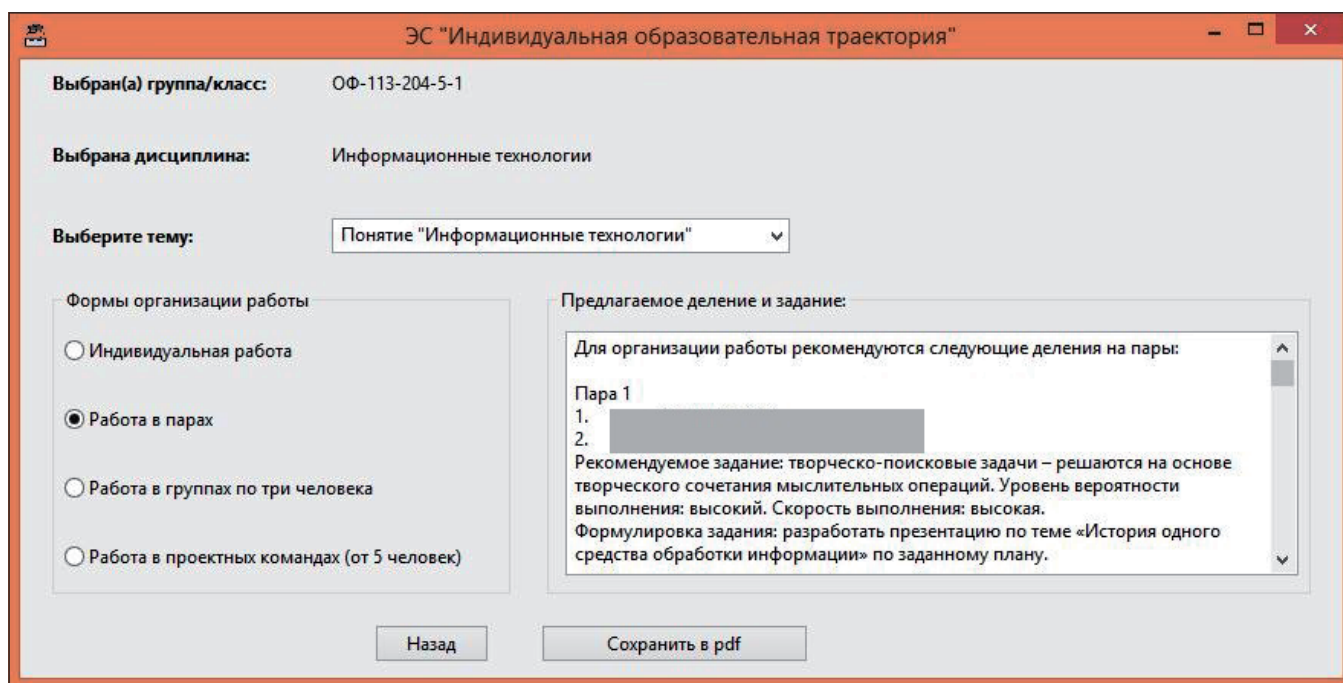 ЭС "Индивидуальная образовательная траектория"
Выбран(а) группа/класс: ОФ-113-204-5-1
Выбрана дисциплина: Информационные технологии
Выберите тему: Понятие "Информационные технологии"
Формы организации работы
Индивидуальная работа
Работа в парах
Работа в группах по три человека
Работа в проектных командах (от 5 человек)
Предлагаемое деление и задание:
Для организации работы рекомендуются следующие деления на пары:
Пара 1
1.
2.
Рекомендуемое задание: творческо-поисковые задачи – решаются на основе
творческого сочетания мыслительных операций. Уровень вероятности
выполнения: высокий. Скорость выполнения: высокая.
Формулировка задания: разработать презентацию по теме «История одного
средства обработки информации» по заданному плану.
Назад
Сохранить в pdf